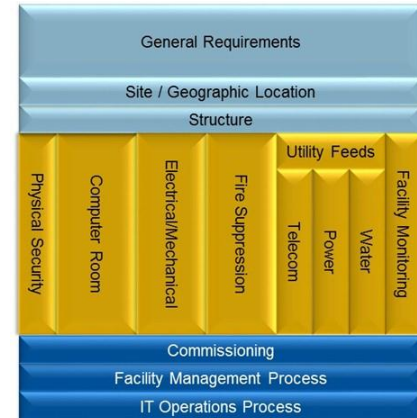 General Requirements
Site / Geographic Location
Structure
Physical Security
Computer Room
Electrical/Mechanical
Fire Suppression
Utility Feeds
Telecom
Power
Water
Facility Monitoring
Commissioning
Facility Management Process
IT Operations Process